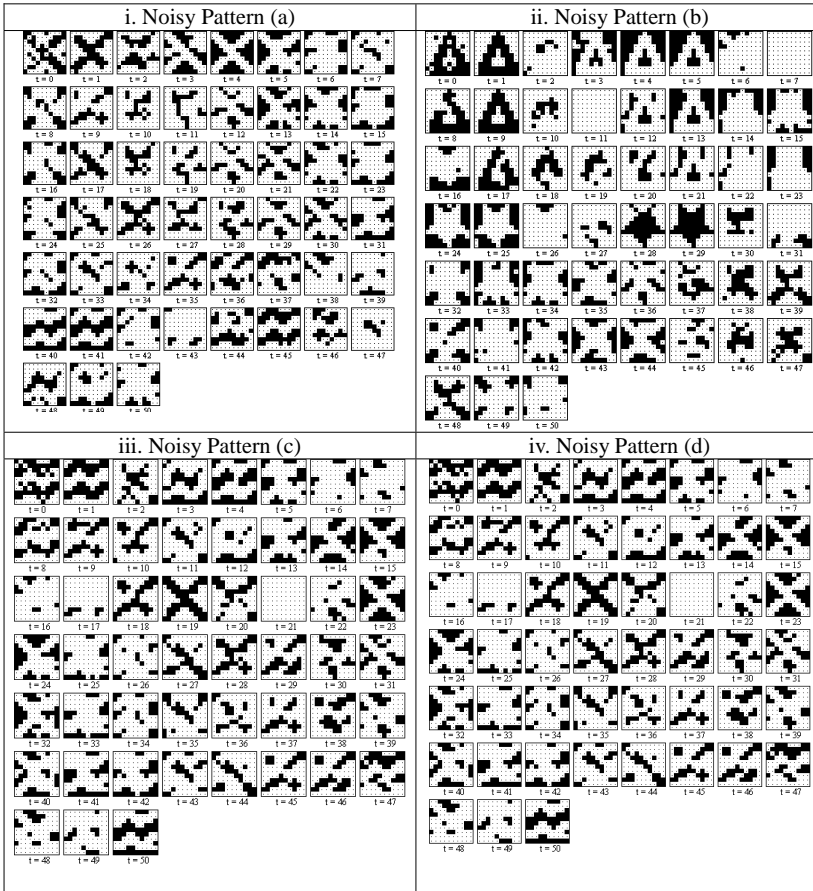 i. Noisy Pattern (a)
t = 0 t = 1 t = 2 t = 3 t = 4 t = 5 t = 6 t = 7
t = 8 t = 9 t = 10 t = 11 t = 12 t = 13 t = 14 t = 15
t = 16 t = 17 t = 18 t = 19 t = 20 t = 21 t = 22 t = 23
t = 24 t = 25 t = 26 t = 27 t = 28 t = 29 t = 30 t = 31
t = 32 t = 33 t = 34 t = 35 t = 36 t = 37 t = 38 t = 39
t = 40 t = 41 t = 42 t = 43 t = 44 t = 45 t = 46 t = 47
t = 48 t = 49 t = 50
ii. Noisy Pattern (b)
t = 0 t = 1 t = 2 t = 3 t = 4 t = 5 t = 6 t = 7
t = 8 t = 9 t = 10 t = 11 t = 12 t = 13 t = 14 t = 15
t = 16 t = 17 t = 18 t = 19 t = 20 t = 21 t = 22 t = 23
t = 24 t = 25 t = 26 t = 27 t = 28 t = 29 t = 30 t = 31
t = 32 t = 33 t = 34 t = 35 t = 36 t = 37 t = 38 t = 39
t = 40 t = 41 t = 42 t = 43 t = 44 t = 45 t = 46 t = 47
t = 48 t = 49 t = 50
iii. Noisy Pattern (c)
t = 0 t = 1 t = 2 t = 3 t = 4 t = 5 t = 6 t = 7
t = 8 t = 9 t = 10 t = 11 t = 12 t = 13 t = 14 t = 15
t = 16 t = 17 t = 18 t = 19 t = 20 t = 21 t = 22 t = 23
t = 24 t = 25 t = 26 t = 27 t = 28 t = 29 t = 30 t = 31
t = 32 t = 33 t = 34 t = 35 t = 36 t = 37 t = 38 t = 39
t = 40 t = 41 t = 42 t = 43 t = 44 t = 45 t = 46 t = 47
t = 48 t = 49 t = 50
iv. Noisy Pattern (d)
t = 0 t = 1 t = 2 t = 3 t = 4 t = 5 t = 6 t = 7
t = 8 t = 9 t = 10 t = 11 t = 12 t = 13 t = 14 t = 15
t = 16 t = 17 t = 18 t = 19 t = 20 t = 21 t = 22 t = 23
t = 24 t = 25 t = 26 t = 27 t = 28 t = 29 t = 30 t = 31
t = 32 t = 33 t = 34 t = 35 t = 36 t = 37 t = 38 t = 39
t = 40 t = 41 t = 42 t = 43 t = 44 t = 45 t = 46 t = 47
t = 48 t = 49 t = 50